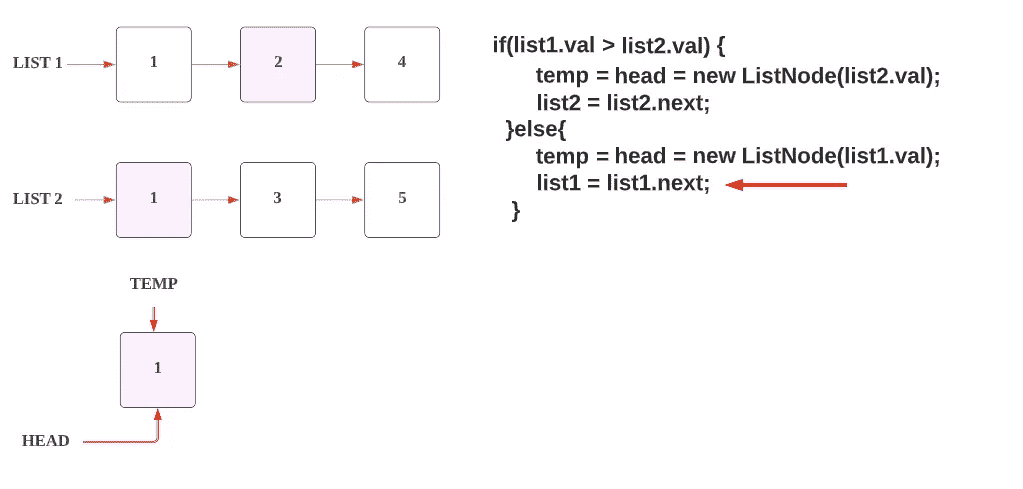 LIST 1
1
2
4
LIST 2
1
3
5
TEMP
1
HEAD
if(list1.val > list2.val) {
temp = head = new ListNode(list2.val);
list2 = list2.next;
}else{
temp = head = new ListNode(list1.val);
list1 = list1.next;
}